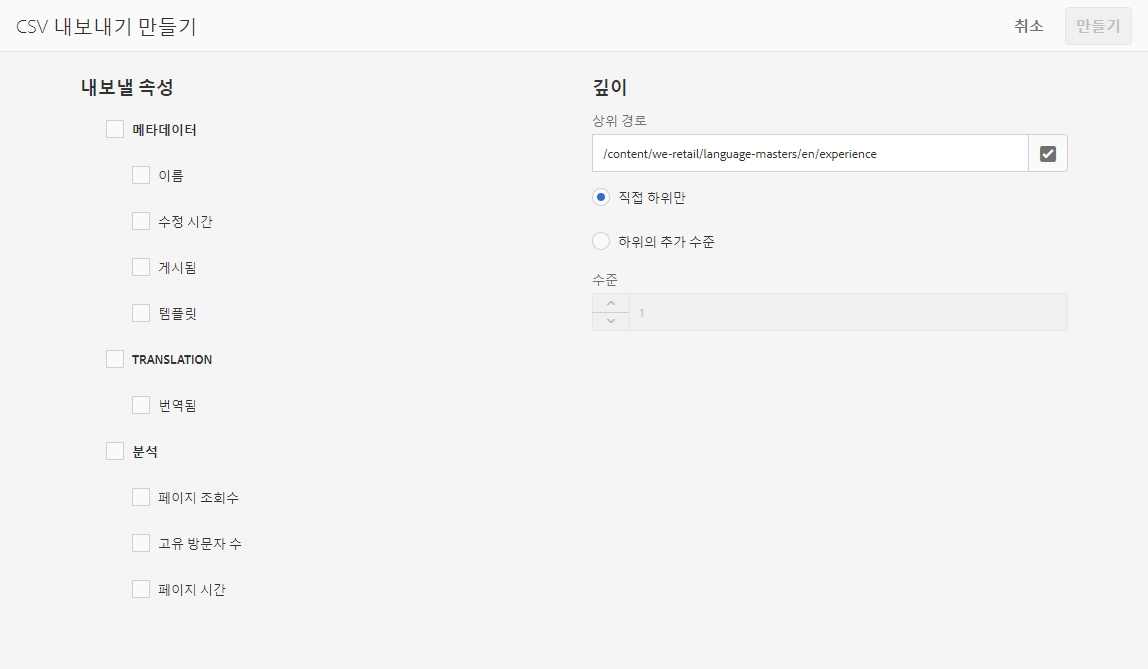 CSV 내보내기 만들기
취소
만들기
내보낼 속성
메타데이터
이름
수정 시간
게시됨
템플릿
TRANSLATION
번역됨
분석
페이지 조회수
고유 방문자 수
페이지 시간
깊이
상위 경로
/content/we-retail/language-masters/en/experience
직접 하위만
하위의 추가 수준
수준
1